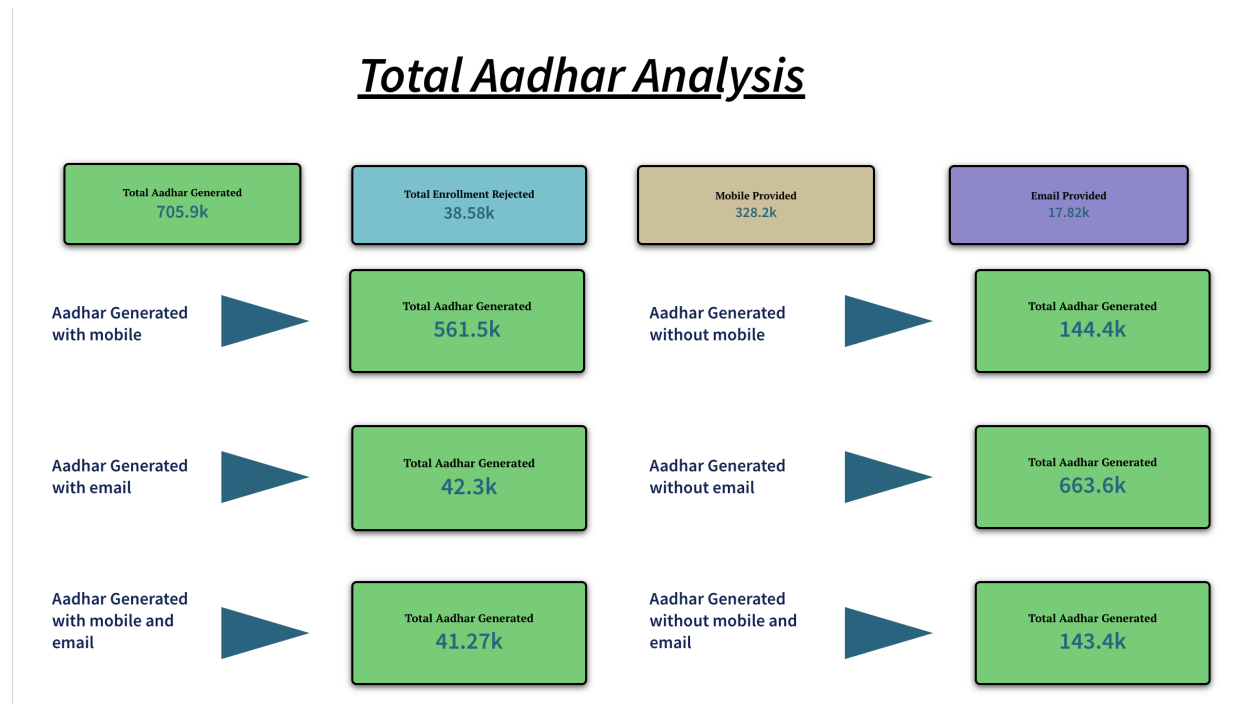 Total Aadhar Analysis
Total Aadhar Generated
705.9k
Total Enrollment Rejected
38.58k
Mobile Provided
328.2k
Email Provided
17.82k
Aadhar Generated
with mobile
Total Aadhar Generated
561.5k
Aadhar Generated
without mobile
Total Aadhar Generated
144.4k
Aadhar Generated
with email
Total Aadhar Generated
42.3k
Aadhar Generated
without email
Total Aadhar Generated
663.6k
Aadhar Generated
with mobile and
email
Total Aadhar Generated
41.27k
Aadhar Generated
without mobile and
email
Total Aadhar Generated
143.4k